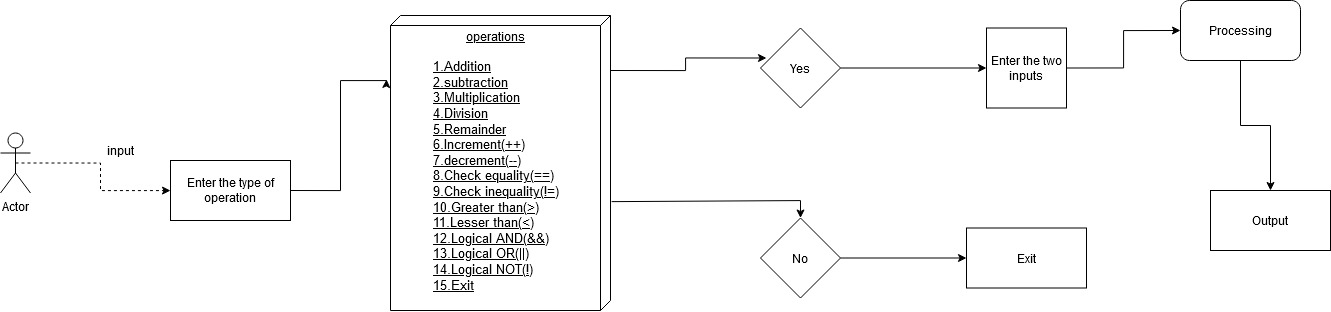 Actor
input
Enter the type of
operation
operations
1.Addition
2.subtraction
3.Multiplication
4.Division
5.Remainder
6.Increment(++)
7.decrement(--)
8.Check equality(==)
9.Check inequality(!=)
10.Greater than(>)
11.Lesser than(<)
12.Logical AND(&&)
13.Logical OR(||)
14.Logical NOT(!)
15.Exit
Yes
Enter the two
inputs
Processing
Output
No
Exit